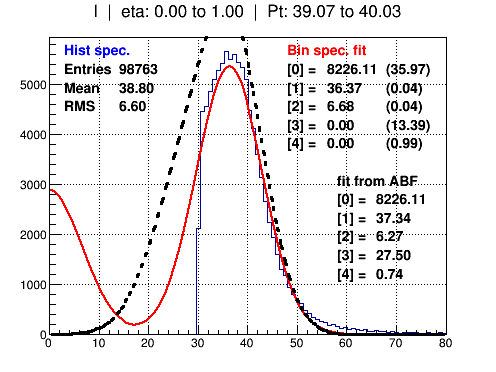 I | eta: 0.00 to 1.00 | Pt: 39.07 to 40.03
Hist spec.
Entries 98763
Mean 38.80
RMS 6.60
Bin spec. fit
[0] = 8226.11 (35.97)
[1] = 36.37 (0.04)
[2] = 6.68 (0.04)
[3] = 0.00 (13.39)
[4] = 0.00 (0.99)
fit from ABF
[0] = 8226.11
[1] = 37.34
[2] = 6.27
[3] = 27.50
[4] = 0.74
5000
4000
3000
2000
1000
0
0 10 20 30 40 50 60 70 80